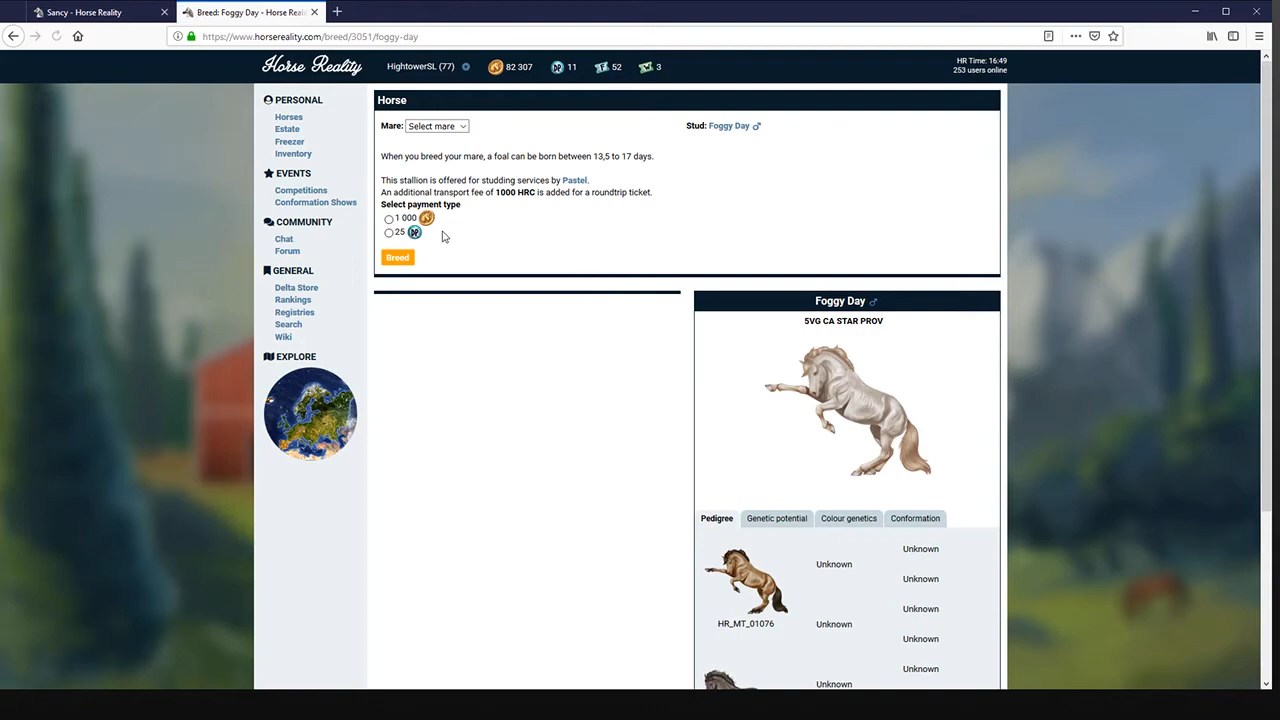 Sancy - Horse Reality
Breed: Foggy Day - Horse Reali
https://www.horsereality.com/breed/3051/foggy-day
Horse Reality
HightowerSL (77)
82 307
11
52
3
HR Time: 16:49
253 users online
PERSONAL
Horses
Estate
Freezer
Inventory
EVENTS
Competitions
Conformation Shows
COMMUNITY
Chat
Forum
GENERAL
Delta Store
Rankings
Registries
Search
Wiki
EXPLORE
Horse
Mare: Select mare
Stud: Foggy Day ♂
When you breed your mare, a foal can be born between 13,5 to 17 days.
This stallion is offered for studding services by Pastel.
An additional transport fee of 1000 HRC is added for a roundtrip ticket.
Select payment type
1 000
25
Breed
Foggy Day ♂
5VG CA STAR PROV
Pedigree Genetic potential Colour genetics Conformation
Unknown
Unknown
Unknown
Unknown
HR_MT_01076
Unknown
Unknown
Unknown
Unknown